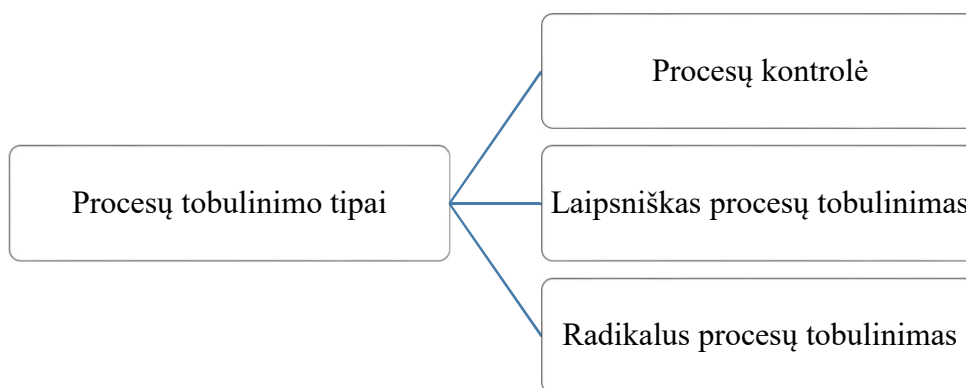 Procesų kontrolė
Procesų tobulinimo tipai
Laipsniškas procesų tobulinimas
Radikalus procesų tobulinimas